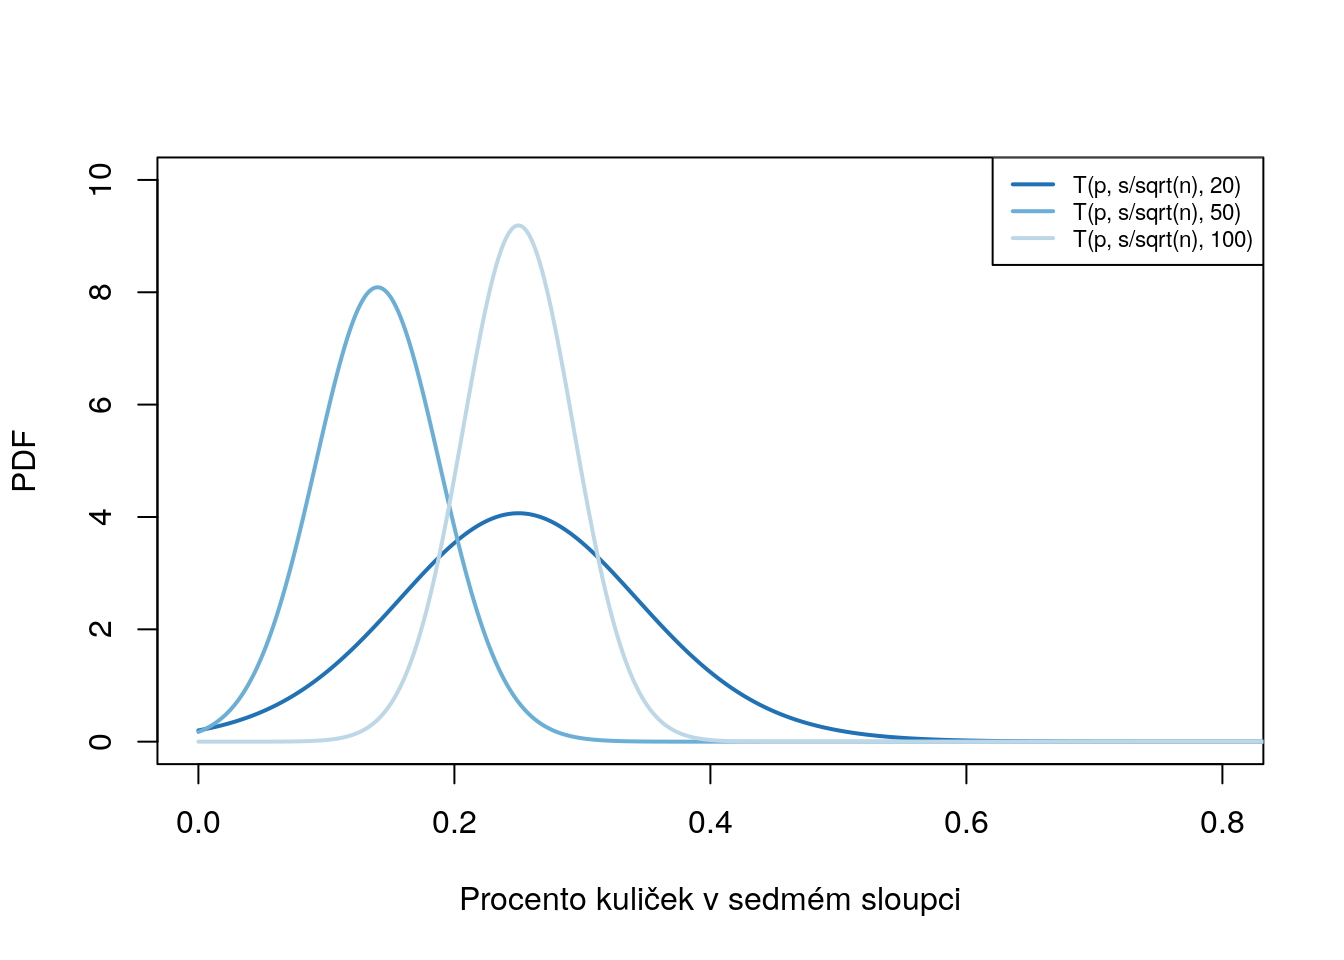 T(p, s/sqrt(n), 20)
T(p, s/sqrt(n), 50)
T(p, s/sqrt(n), 100)
PDF
10
8
6
4
2
0
0.0 0.2 0.4 0.6 0.8
Procento kuliček v sedmém sloupci